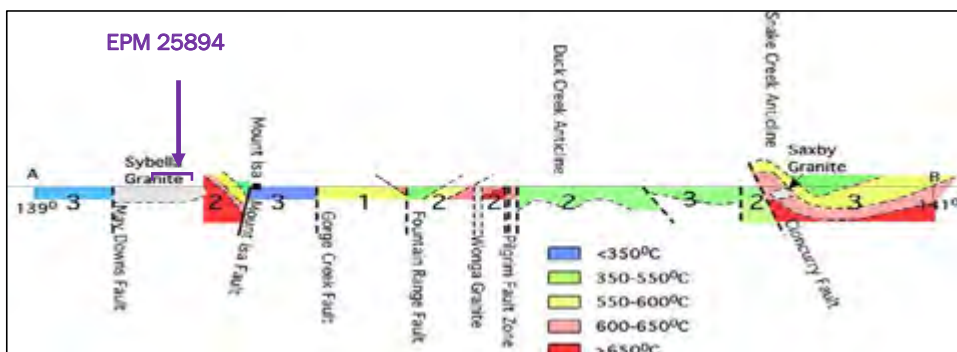 EPM 25894
Sybella
Granite
A
139⁰
3
May Downs Fault
2
Mount Isa
Mount Isa Fault
3
Gorge Creek Fault
1
Fountain Range Fault
2
Wonga Granite
2
Pilgrim Fault Zone
Duck Creek Anticline
2
3
2
Snake Creek Anticline
Saxby
Granite
3
B
141⁰
Cloncurry Fault
<350⁰C
350-550⁰C
550-600⁰C
600-650⁰C
>650⁰C